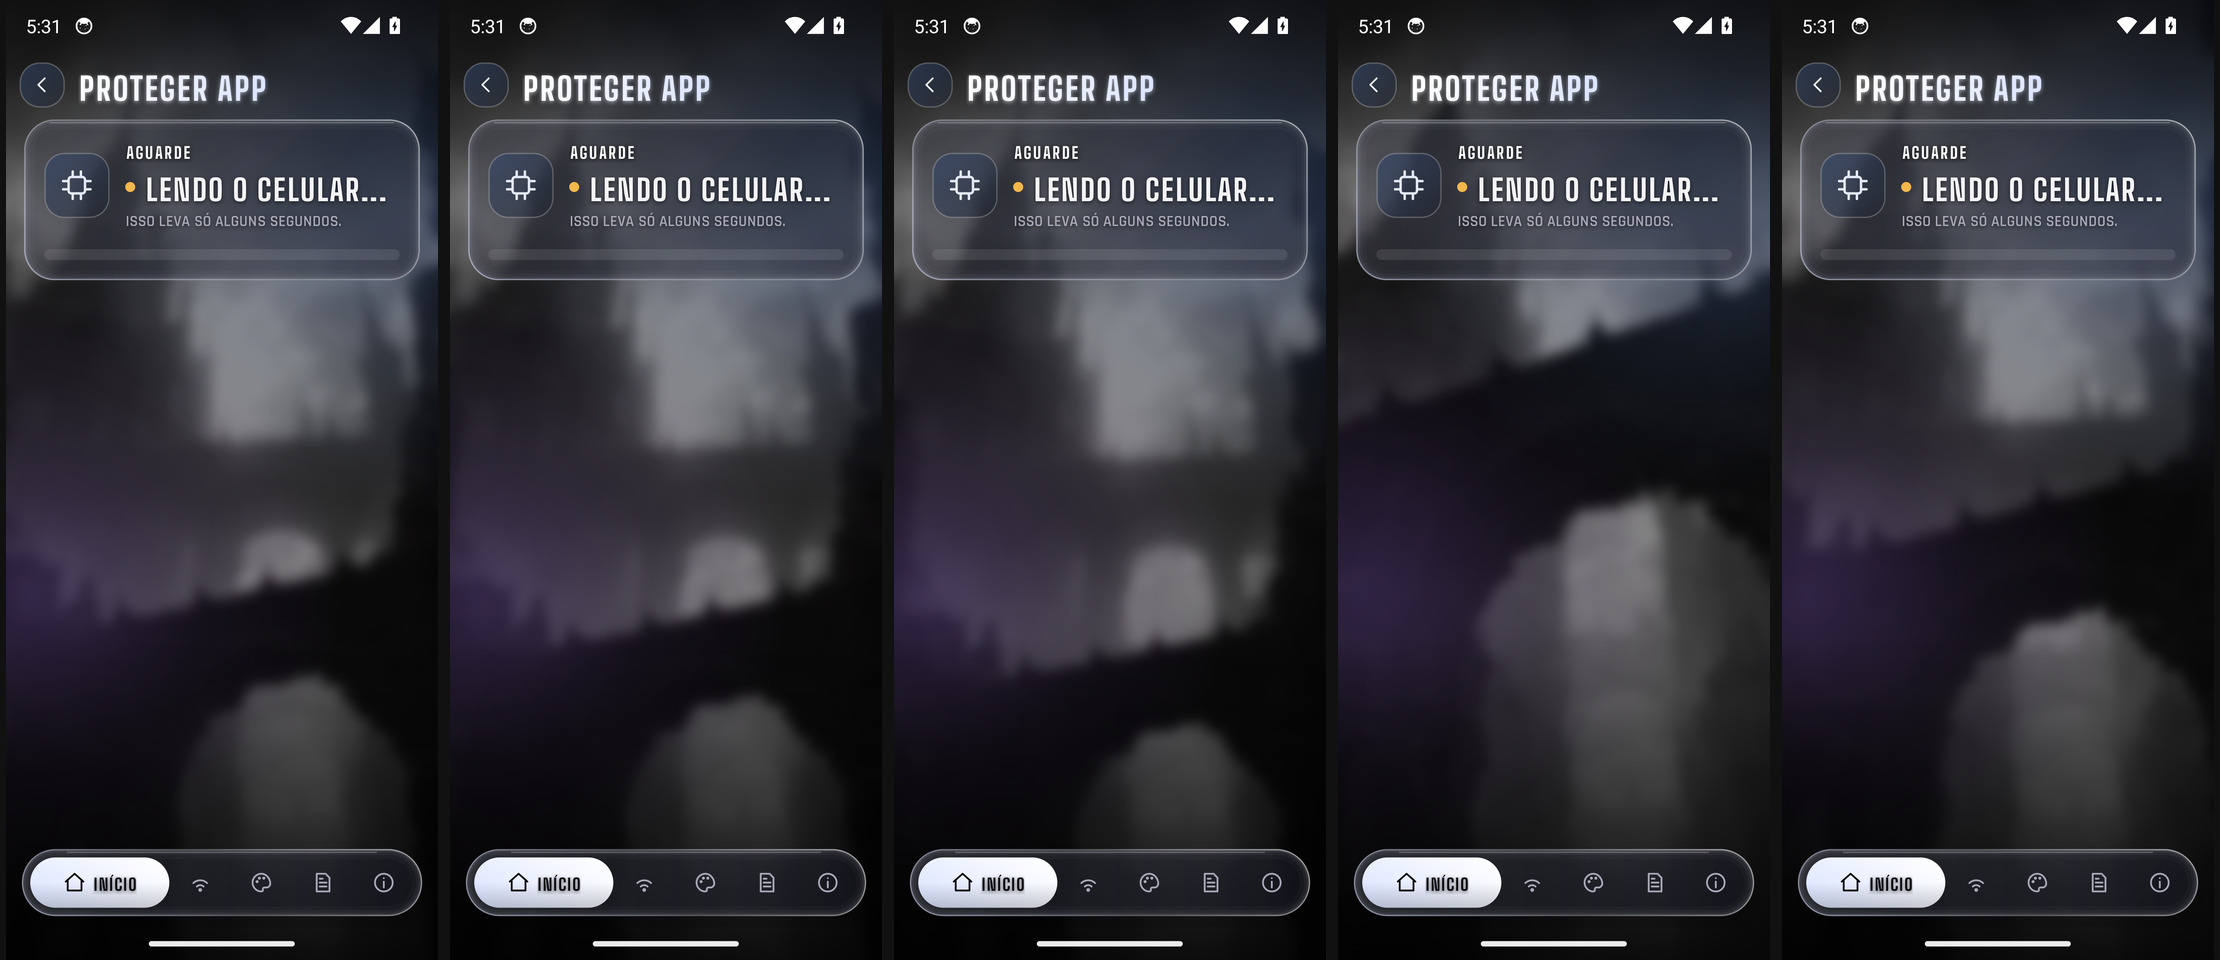 5:31
PROTEGER APP
AGUARDE
LENDO O CELULAR...
ISSO LEVA SÓ ALGUNS SEGUNDOS.
INÍCIO
5:31
PROTEGER APP
AGUARDE
LENDO O CELULAR...
ISSO LEVA SÓ ALGUNS SEGUNDOS.
INÍCIO
5:31
PROTEGER APP
AGUARDE
LENDO O CELULAR...
ISSO LEVA SÓ ALGUNS SEGUNDOS.
INÍCIO
5:31
PROTEGER APP
AGUARDE
LENDO O CELULAR...
ISSO LEVA SÓ ALGUNS SEGUNDOS.
INÍCIO
5:31
PROTEGER APP
AGUARDE
LENDO O CELULAR...
ISSO LEVA SÓ ALGUNS SEGUNDOS.
INÍCIO